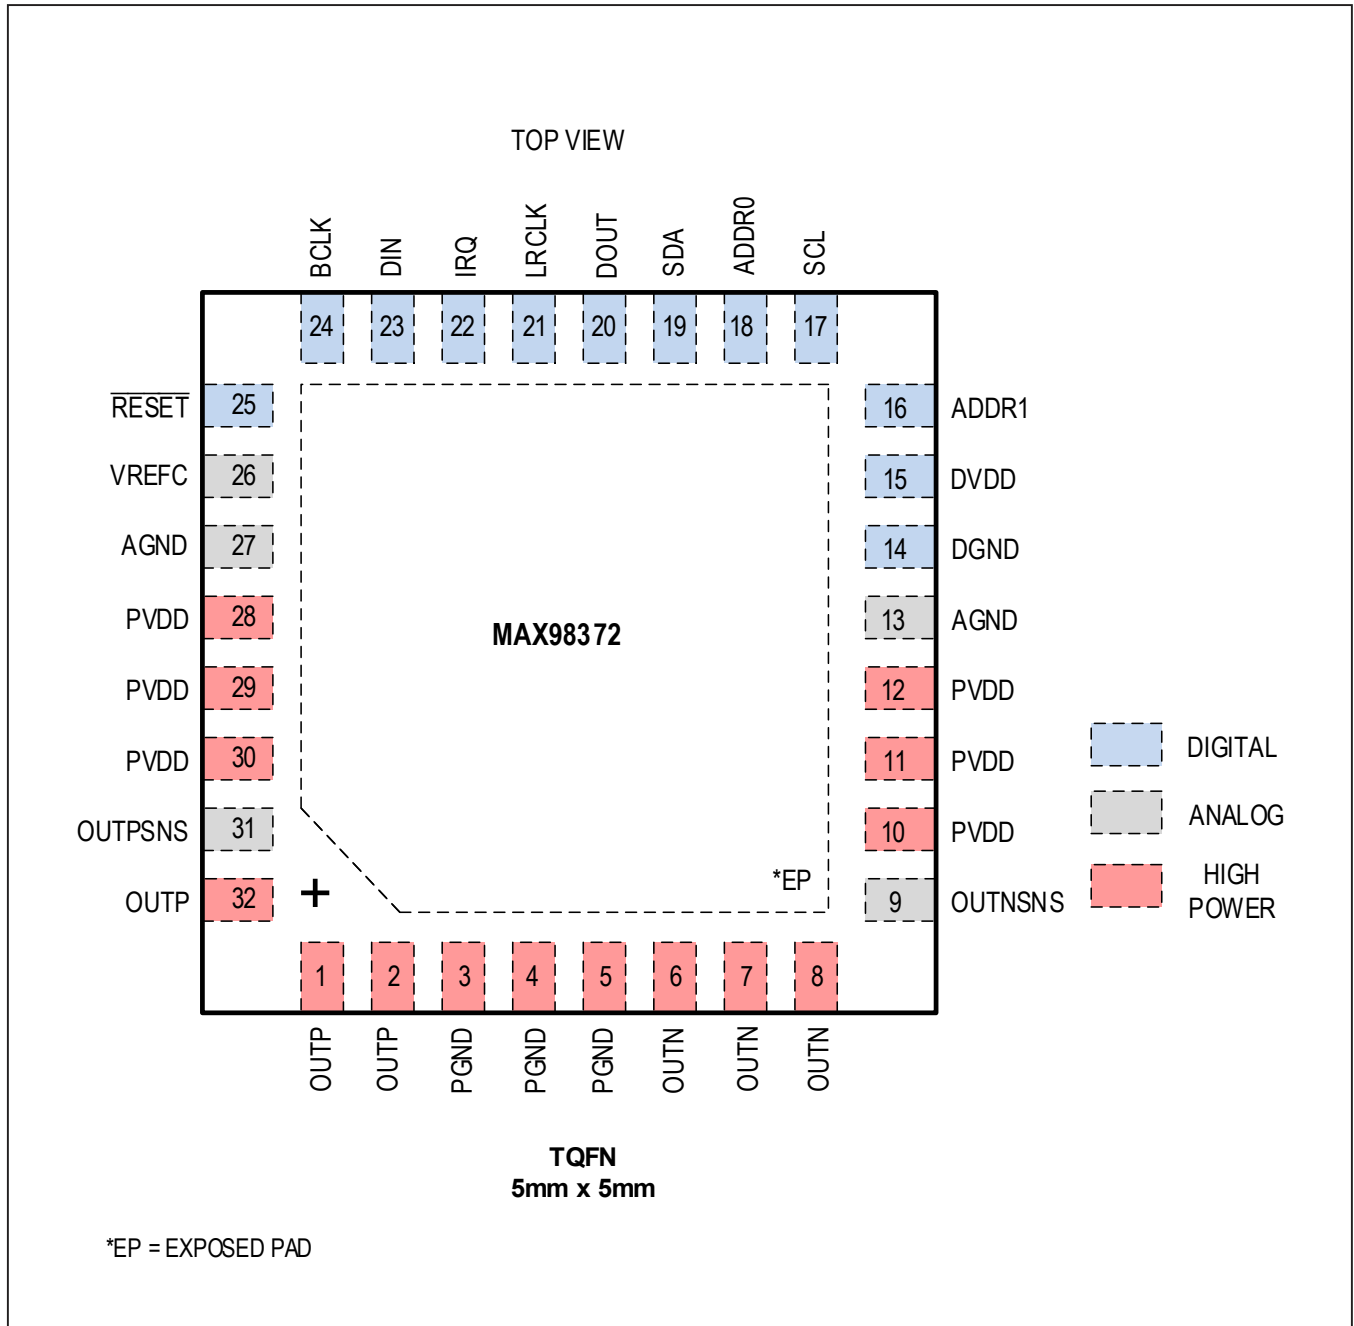 TOP VIEW
BCLK DIN IRQ LRCLK DOUT SDA ADDR0 SCL
24 23 22 21 20 19 18 17
RESET 25 16 ADDR1
VREFC 26 15 DVDD
AGND 27 14 DGND
PVDD 28 13 AGND
MAX98372
PVDD 29 12 PVDD
PVDD 30 11 PVDD
OUTPSNS 31 10 PVDD
OUTP 32 9 OUTNSNS
*EP
DIGITAL
ANALOG
HIGH
POWER
1 2 3 4 5 6 7 8
OUTP OUTP PGND PGND PGND OUTN OUTN OUTN
TQFN
5mm x 5mm
*EP = EXPOSED PAD